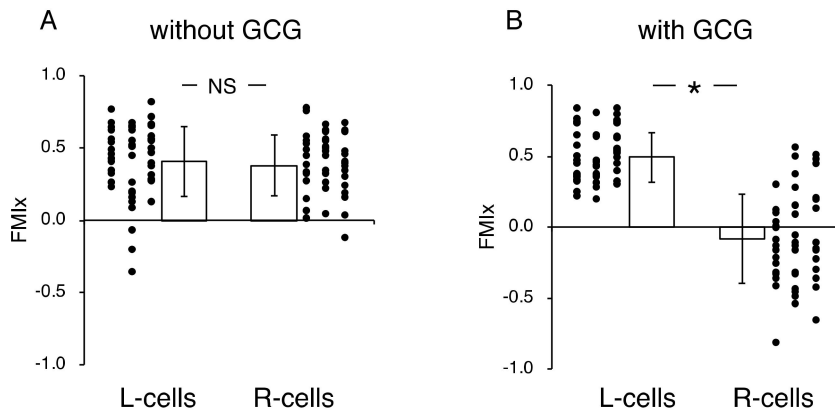 A
without GCG
1.0
0.5
0.0
-0.5
-1.0
FMIx
NS
L-cells
R-cells
B
with GCG
1.0
0.5
0.0
-0.5
-1.0
FMIx
*
L-cells
R-cells